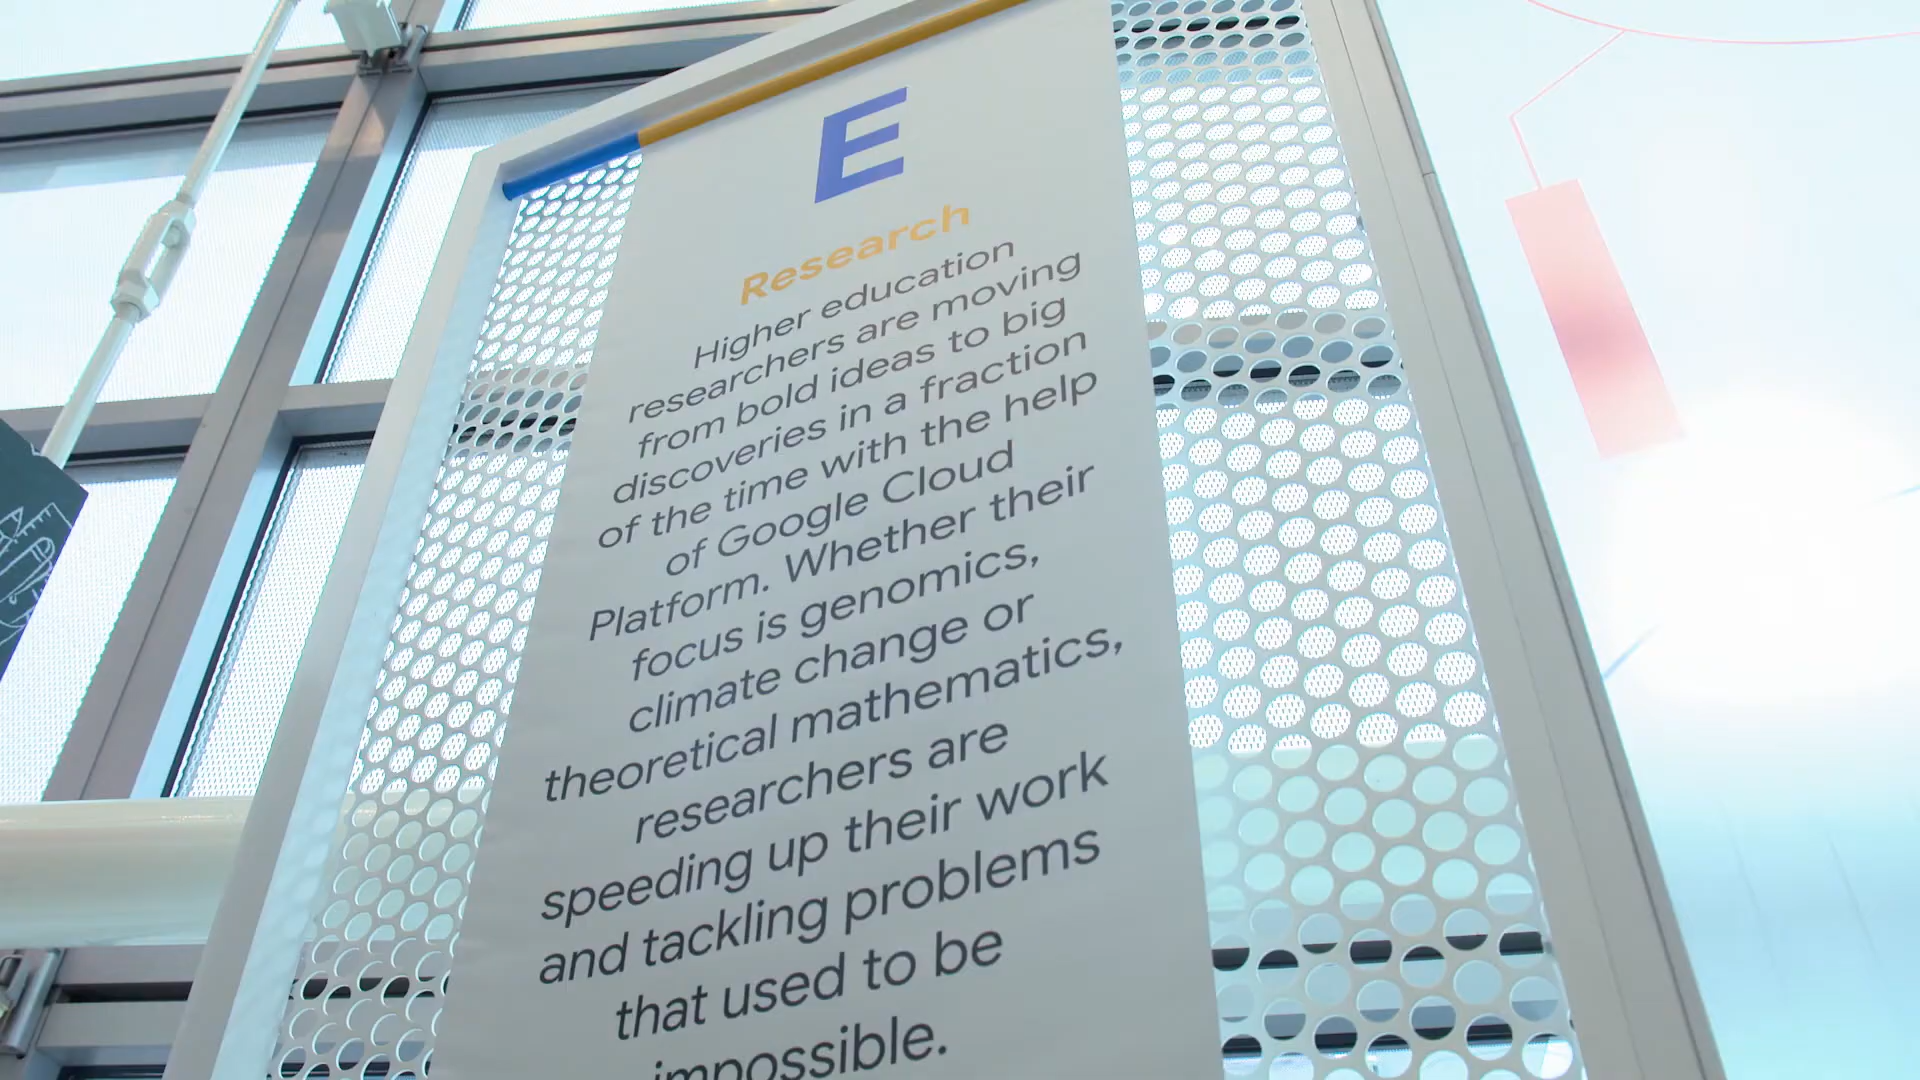 E
Research
Higher education
researchers are moving
from bold ideas to big
discoveries in a fraction
of the time with the help
of Google Cloud
Platform. Whether their
focus is genomics,
climate change or
theoretical mathematics,
researchers are
speeding up their work
and tackling problems
that used to be
impossible.